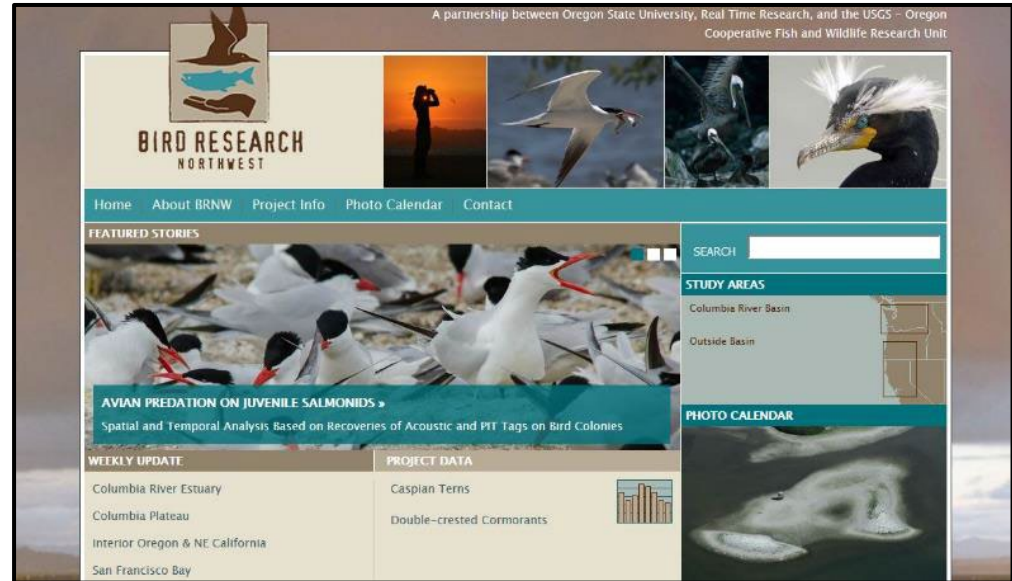 A partnership between Oregon State University, Real Time Research, and the USGS - Oregon
Cooperative Fish and Wildlife Research Unit
BIRD RESEARCH
NORTHWEST
Home About BRNW Project Info Photo Calendar Contact
FEATURED STORIES
SEARCH
STUDY AREAS
Columbia River Basin
Outside Basin
AVIAN PREDATION ON JUVENILE SALMONIDS »
Spatial and Temporal Analysis Based on Recoveries of Acoustic and PIT Tags on Bird Colonies
PHOTO CALENDAR
WEEKLY UPDATE
Columbia River Estuary
Columbia Plateau
Interior Oregon & NE California
San Francisco Bay
PROJECT DATA
Caspian Terns
Double-crested Cormorants